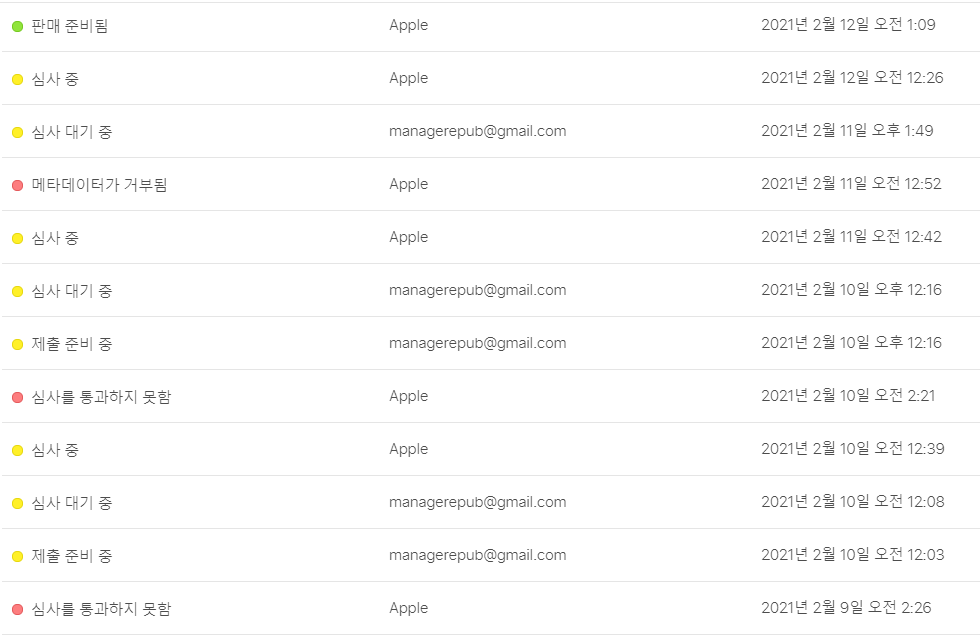 판매 준비됨 Apple 2021년 2월 12일 오전 1:09
심사 중 Apple 2021년 2월 12일 오전 12:26
심사 대기 중 managerepub@gmail.com 2021년 2월 11일 오후 1:49
메타데이터가 거부됨 Apple 2021년 2월 11일 오전 12:52
심사 중 Apple 2021년 2월 11일 오전 12:42
심사 대기 중 managerepub@gmail.com 2021년 2월 10일 오후 12:16
제출 준비 중 managerepub@gmail.com 2021년 2월 10일 오후 12:16
심사를 통과하지 못함 Apple 2021년 2월 10일 오전 2:21
심사 중 Apple 2021년 2월 10일 오전 12:39
심사 대기 중 managerepub@gmail.com 2021년 2월 10일 오전 12:08
제출 준비 중 managerepub@gmail.com 2021년 2월 10일 오전 12:03
심사를 통과하지 못함 Apple 2021년 2월 9일 오전 2:26